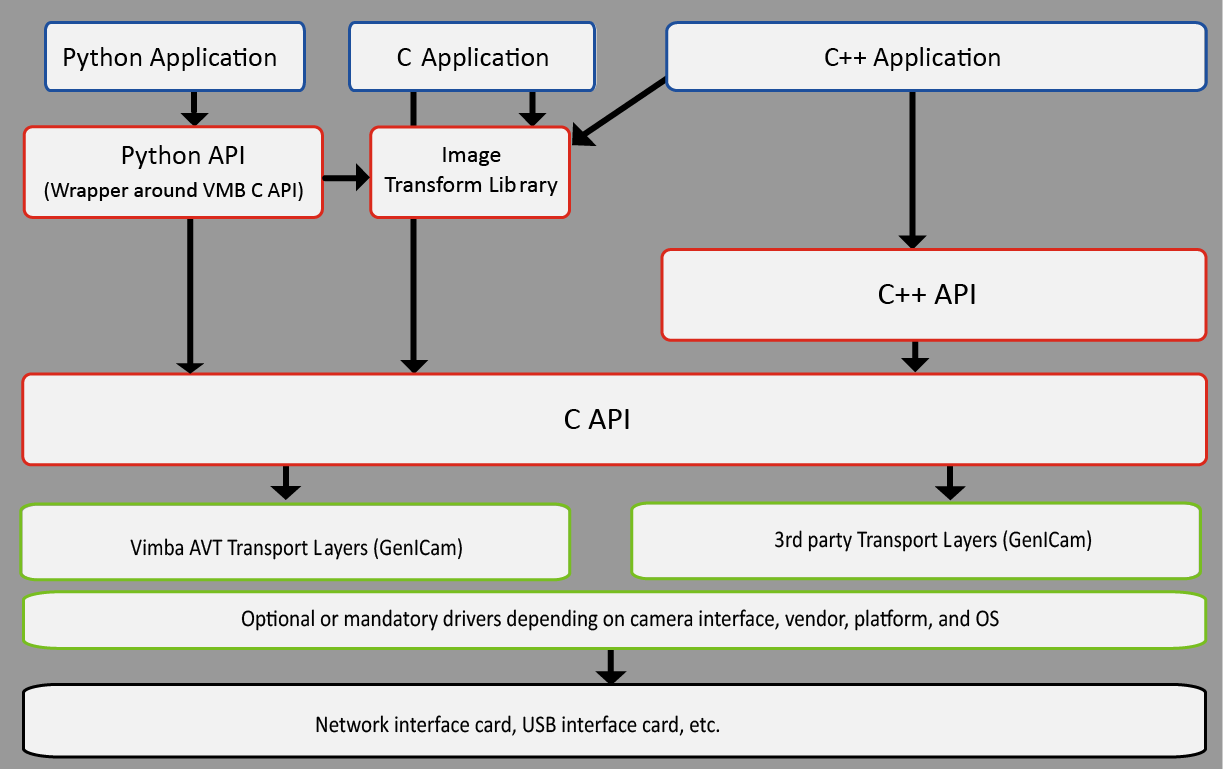 Python Application
C Application
C++ Application
Python API
(Wrapper around VMB C API)
Image
Transform Library
C++ API
C API
Vimba AVT Transport Layers (GenICam)
3rd party Transport Layers (GenICam)
Optional or mandatory drivers depending on camera interface, vendor, platform, and OS
Network interface card, USB interface card, etc.